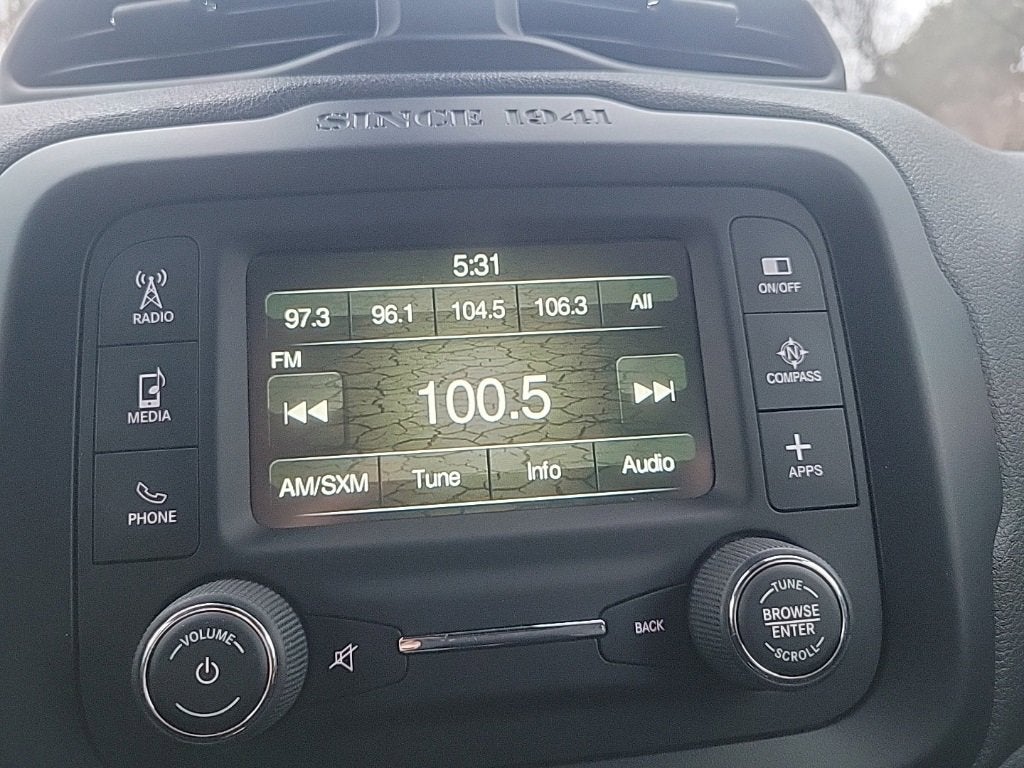 SINCE 1941
5:31
97.3 96.1 104.5 106.3 All
FM
100.5
AM/SXM Tune Info Audio
RADIO
MEDIA
PHONE
ON/OFF
N
COMPASS
APPS
VOLUME
BACK
TUNE
BROWSE
ENTER
SCROLL